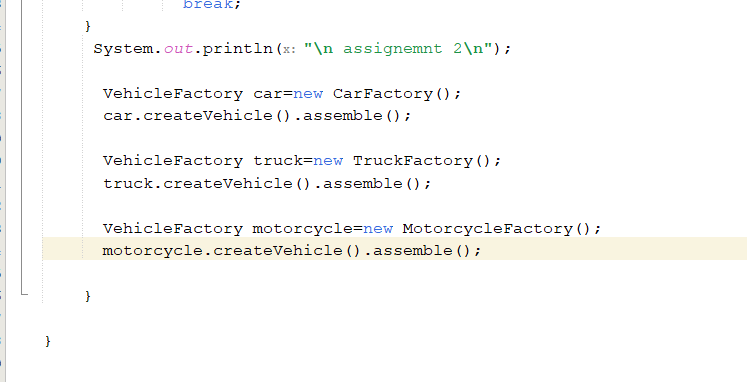 break;
}
System.out.println(x: "\n assignemnt 2\n");
VehicleFactory car=new CarFactory();
car.createVehicle().assemble();
VehicleFactory truck=new TruckFactory();
truck.createVehicle().assemble();
VehicleFactory motorcycle=new MotorcycleFactory();
motorcycle.createVehicle().assemble();
}
}